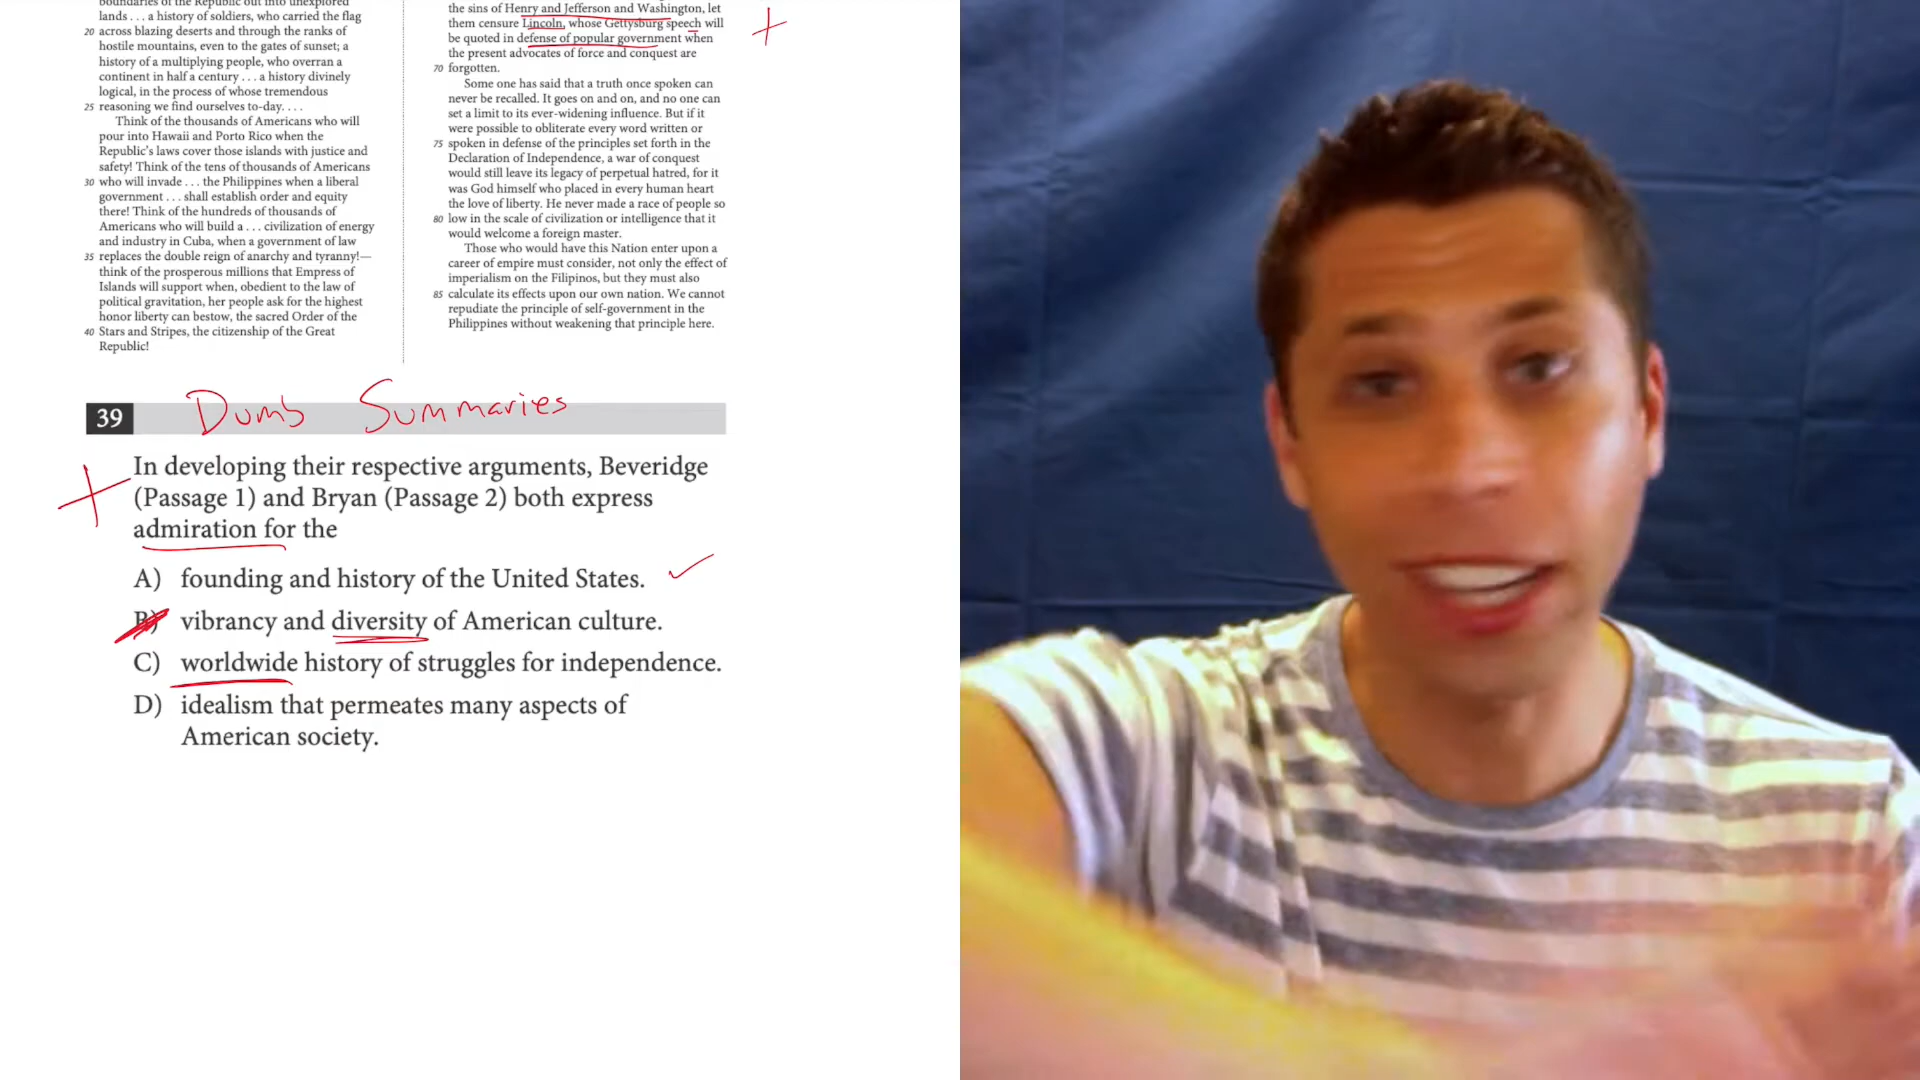 boundaries of the Republic out into unexplored
lands . . . a history of soldiers, who carried the flag
20 across blazing deserts and through the ranks of
hostile mountains, even to the gates of sunset; a
history of a multiplying people, who overran a
continent in half a century . . . a history divinely
logical, in the process of whose tremendous
25 reasoning we find ourselves to-day. . . .
Think of the thousands of Americans who will
pour into Hawaii and Porto Rico when the
Republic's laws cover those islands with justice and
safety! Think of the tens of thousands of Americans
30 who will invade . . . the Philippines when a liberal
government . . . shall establish order and equity
there! Think of the hundreds of thousands of
Americans who will build a . . . civilization of energy
and industry in Cuba, when a government of law
35 replaces the double reign of anarchy and tyranny!—
think of the prosperous millions that Empress of
Islands will support when, obedient to the law of
political gravitation, her people ask for the highest
honor liberty can bestow, the sacred Order of the
40 Stars and Stripes, the citizenship of the Great
Republic!
the sins of Henry and Jefferson and Washington, let
them censure Lincoln, whose Gettysburg speech will
be quoted in defense of popular government when
the present advocates of force and conquest are
70 forgotten.
Some one has said that a truth once spoken can
never be recalled. It goes on and on, and no one can
set a limit to its ever-widening influence. But if it
were possible to obliterate every word written or
75 spoken in defense of the principles set forth in the
Declaration of Independence, a war of conquest
would still leave its legacy of perpetual hatred, for it
was God himself who placed in every human heart
the love of liberty. He never made a race of people so
80 low in the scale of civilization or intelligence that it
would welcome a foreign master.
Those who would have this Nation enter upon a
career of empire must consider, not only the effect of
imperialism on the Filipinos, but they must also
85 calculate its effects upon our own nation. We cannot
repudiate the principle of self-government in the
Philippines without weakening that principle here.
39 Dumb Summaries
In developing their respective arguments, Beveridge
(Passage 1) and Bryan (Passage 2) both express
admiration for the
A) founding and history of the United States.
B) vibrancy and diversity of American culture.
C) worldwide history of struggles for independence.
D) idealism that permeates many aspects of
American society.